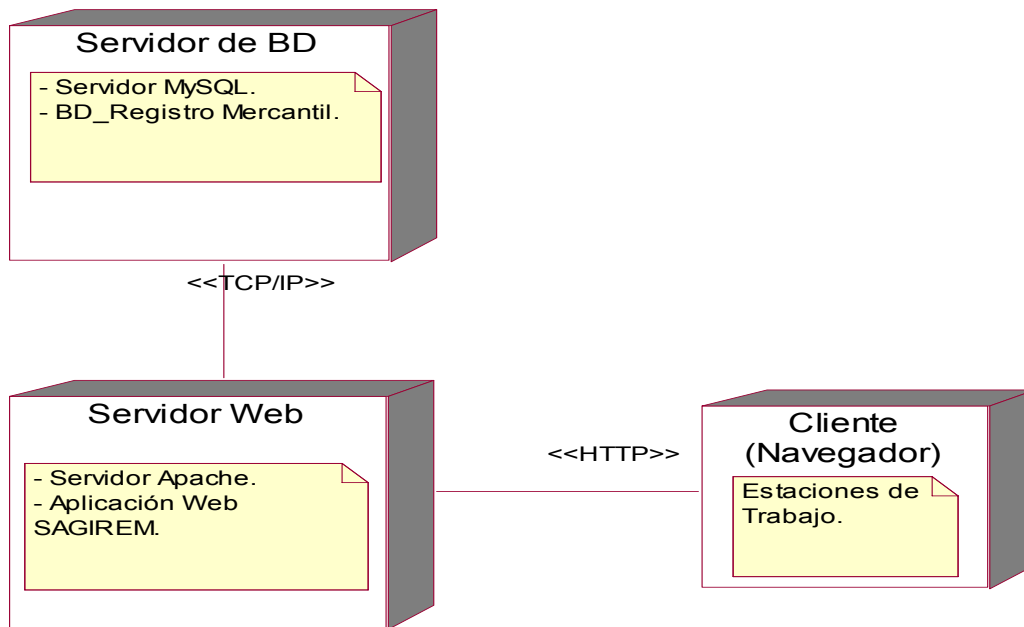 Servidor de BD
- Servidor MySQL.
- BD_Registro Mercantil.
<<TCP/IP>>
Servidor Web
- Servidor Apache.
- Aplicación Web
SAGIREM.
<<HTTP>>
Cliente
(Navegador)
Estaciones de
Trabajo.